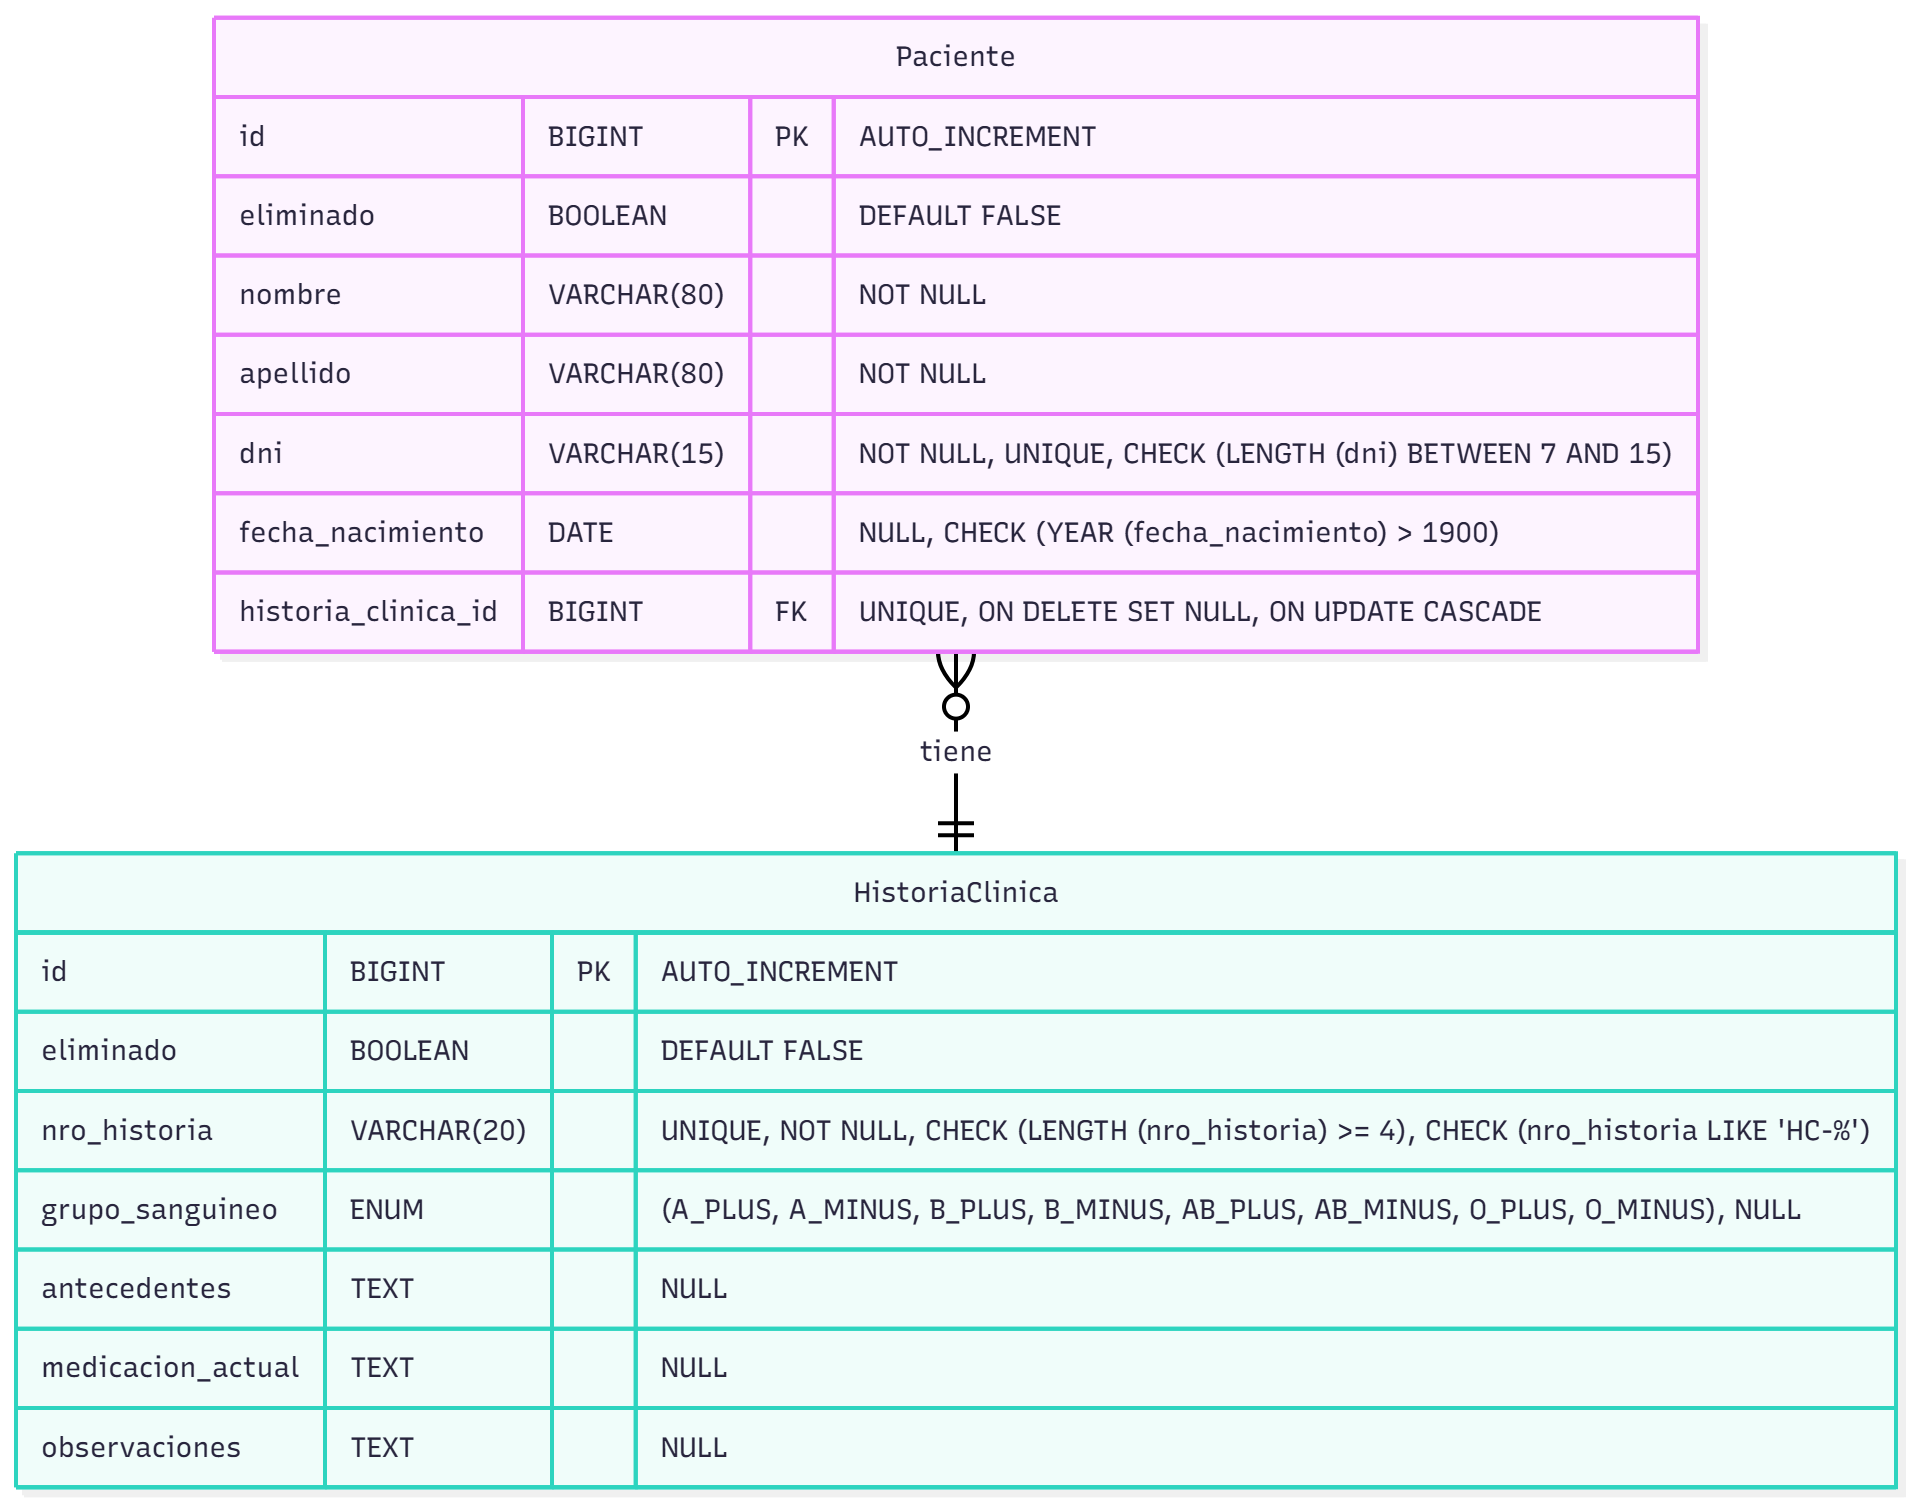 Paciente
id BIGINT PK AUTO_INCREMENT
eliminado BOOLEAN DEFAULT FALSE
nombre VARCHAR(80) NOT NULL
apellido VARCHAR(80) NOT NULL
dni VARCHAR(15) NOT NULL, UNIQUE, CHECK (LENGTH (dni) BETWEEN 7 AND 15)
fecha_nacimiento DATE NULL, CHECK (YEAR (fecha_nacimiento) > 1900)
historia_clinica_id BIGINT FK UNIQUE, ON DELETE SET NULL, ON UPDATE CASCADE
tiene
HistoriaClinica
id BIGINT PK AUTO_INCREMENT
eliminado BOOLEAN DEFAULT FALSE
nro_historia VARCHAR(20) UNIQUE, NOT NULL, CHECK (LENGTH (nro_historia) >= 4), CHECK (nro_historia LIKE 'HC-%')
grupo_sanguineo ENUM (A_PLUS, A_MINUS, B_PLUS, B_MINUS, AB_PLUS, AB_MINUS, O_PLUS, O_MINUS), NULL
antecedentes TEXT NULL
medicacion_actual TEXT NULL
observaciones TEXT NULL